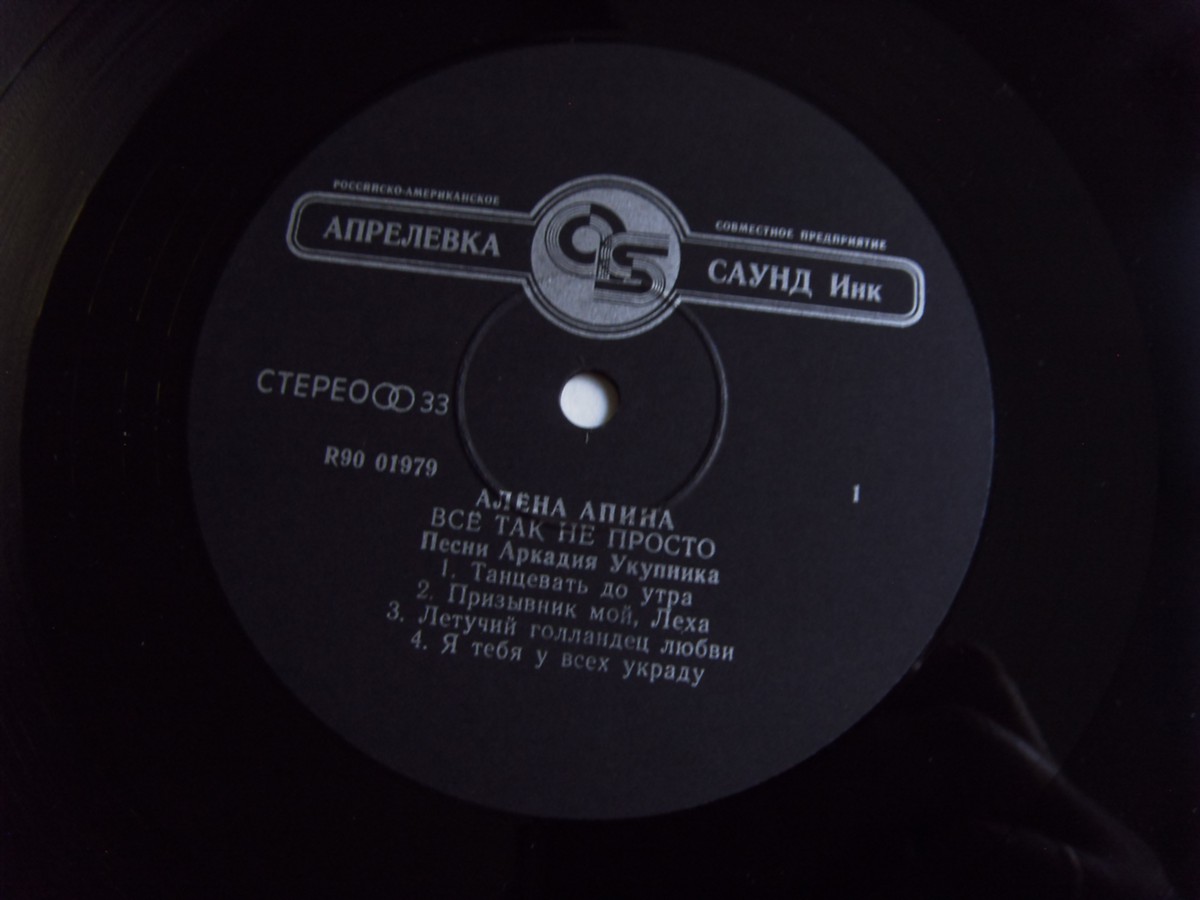 РОССИЙСКО-АМЕРИКАНСКОЕ
СОВМЕСТНОЕ ПРЕДПРИЯТИЕ
АПРЕЛЕВКА
САУНД Инк
СТЕРЕО 33
R90 01979
1
АЛЕНА АПИНА
ВСЁ ТАК НЕ ПРОСТО
Песни Аркадия Укупника
1. Танцевать до утра
2. Призывник мой, Леха
3. Летучий голландец любви
4. Я тебя у всех украду